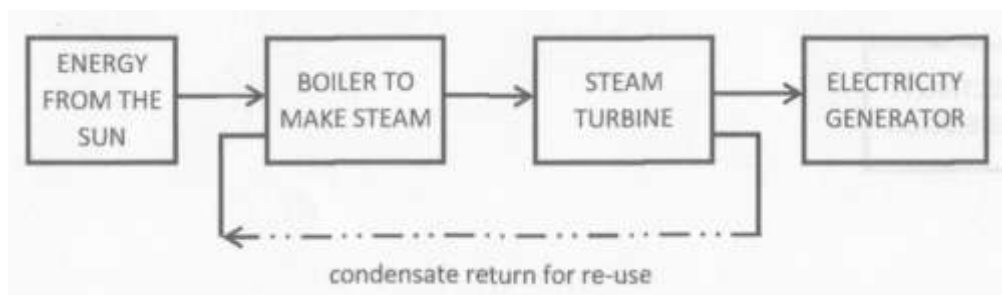 ENERGY
FROM THE
SUN
BOILER TO
MAKE STEAM
STEAM
TURBINE
ELECTRICITY
GENERATOR
condensate return for re-use